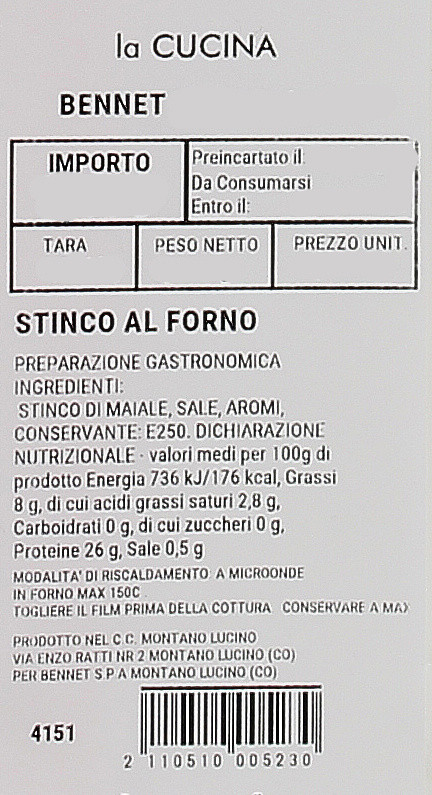 la CUCINA
BENNET
IMPORTO
Preincartato il:
Da Consumarsi
Entro il:
TARA PESO NETTO PREZZO UNIT.
STINCO AL FORNO
PREPARAZIONE GASTRONOMICA
INGREDIENTI:
STINCO DI MAIALE, SALE, AROMI,
CONSERVANTE: E250. DICHIARAZIONE
NUTRIZIONALE - valori medi per 100g di
prodotto Energia 736 kJ/176 kcal, Grassi
8 g, di cui acidi grassi saturi 2,8 g,
Carboidrati 0 g, di cui zuccheri 0 g,
Proteine 26 g, Sale 0,5 g
MODALITA' DI RISCALDAMENTO: A MICROONDE
IN FORNO MAX 150C
TOGLIERE IL FILM PRIMA DELLA COTTURA CONSERVARE A MAX
PRODOTTO NEL C.C. MONTANO LUCINO
VIA ENZO RATTI NR 2 MONTANO LUCINO (CO)
PER BENNET S.P.A MONTANO LUCINO (CO)
4151
2 110510 005230